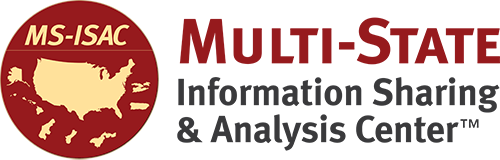 MS-ISAC
MULTI-STATE
Information Sharing
& Analysis Center™